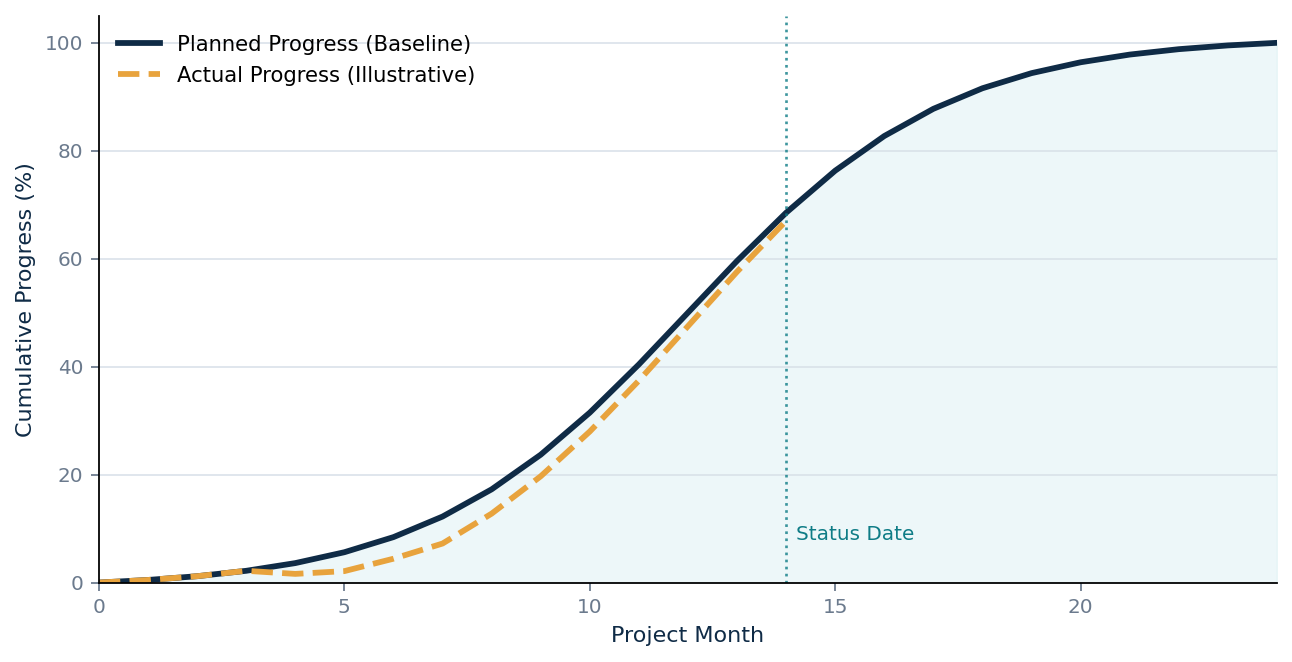 Planned Progress (Baseline)
Actual Progress (Illustrative)
100
80
60
40
20
0
Cumulative Progress (%)
Status Date
0 5 10 15 20
Project Month